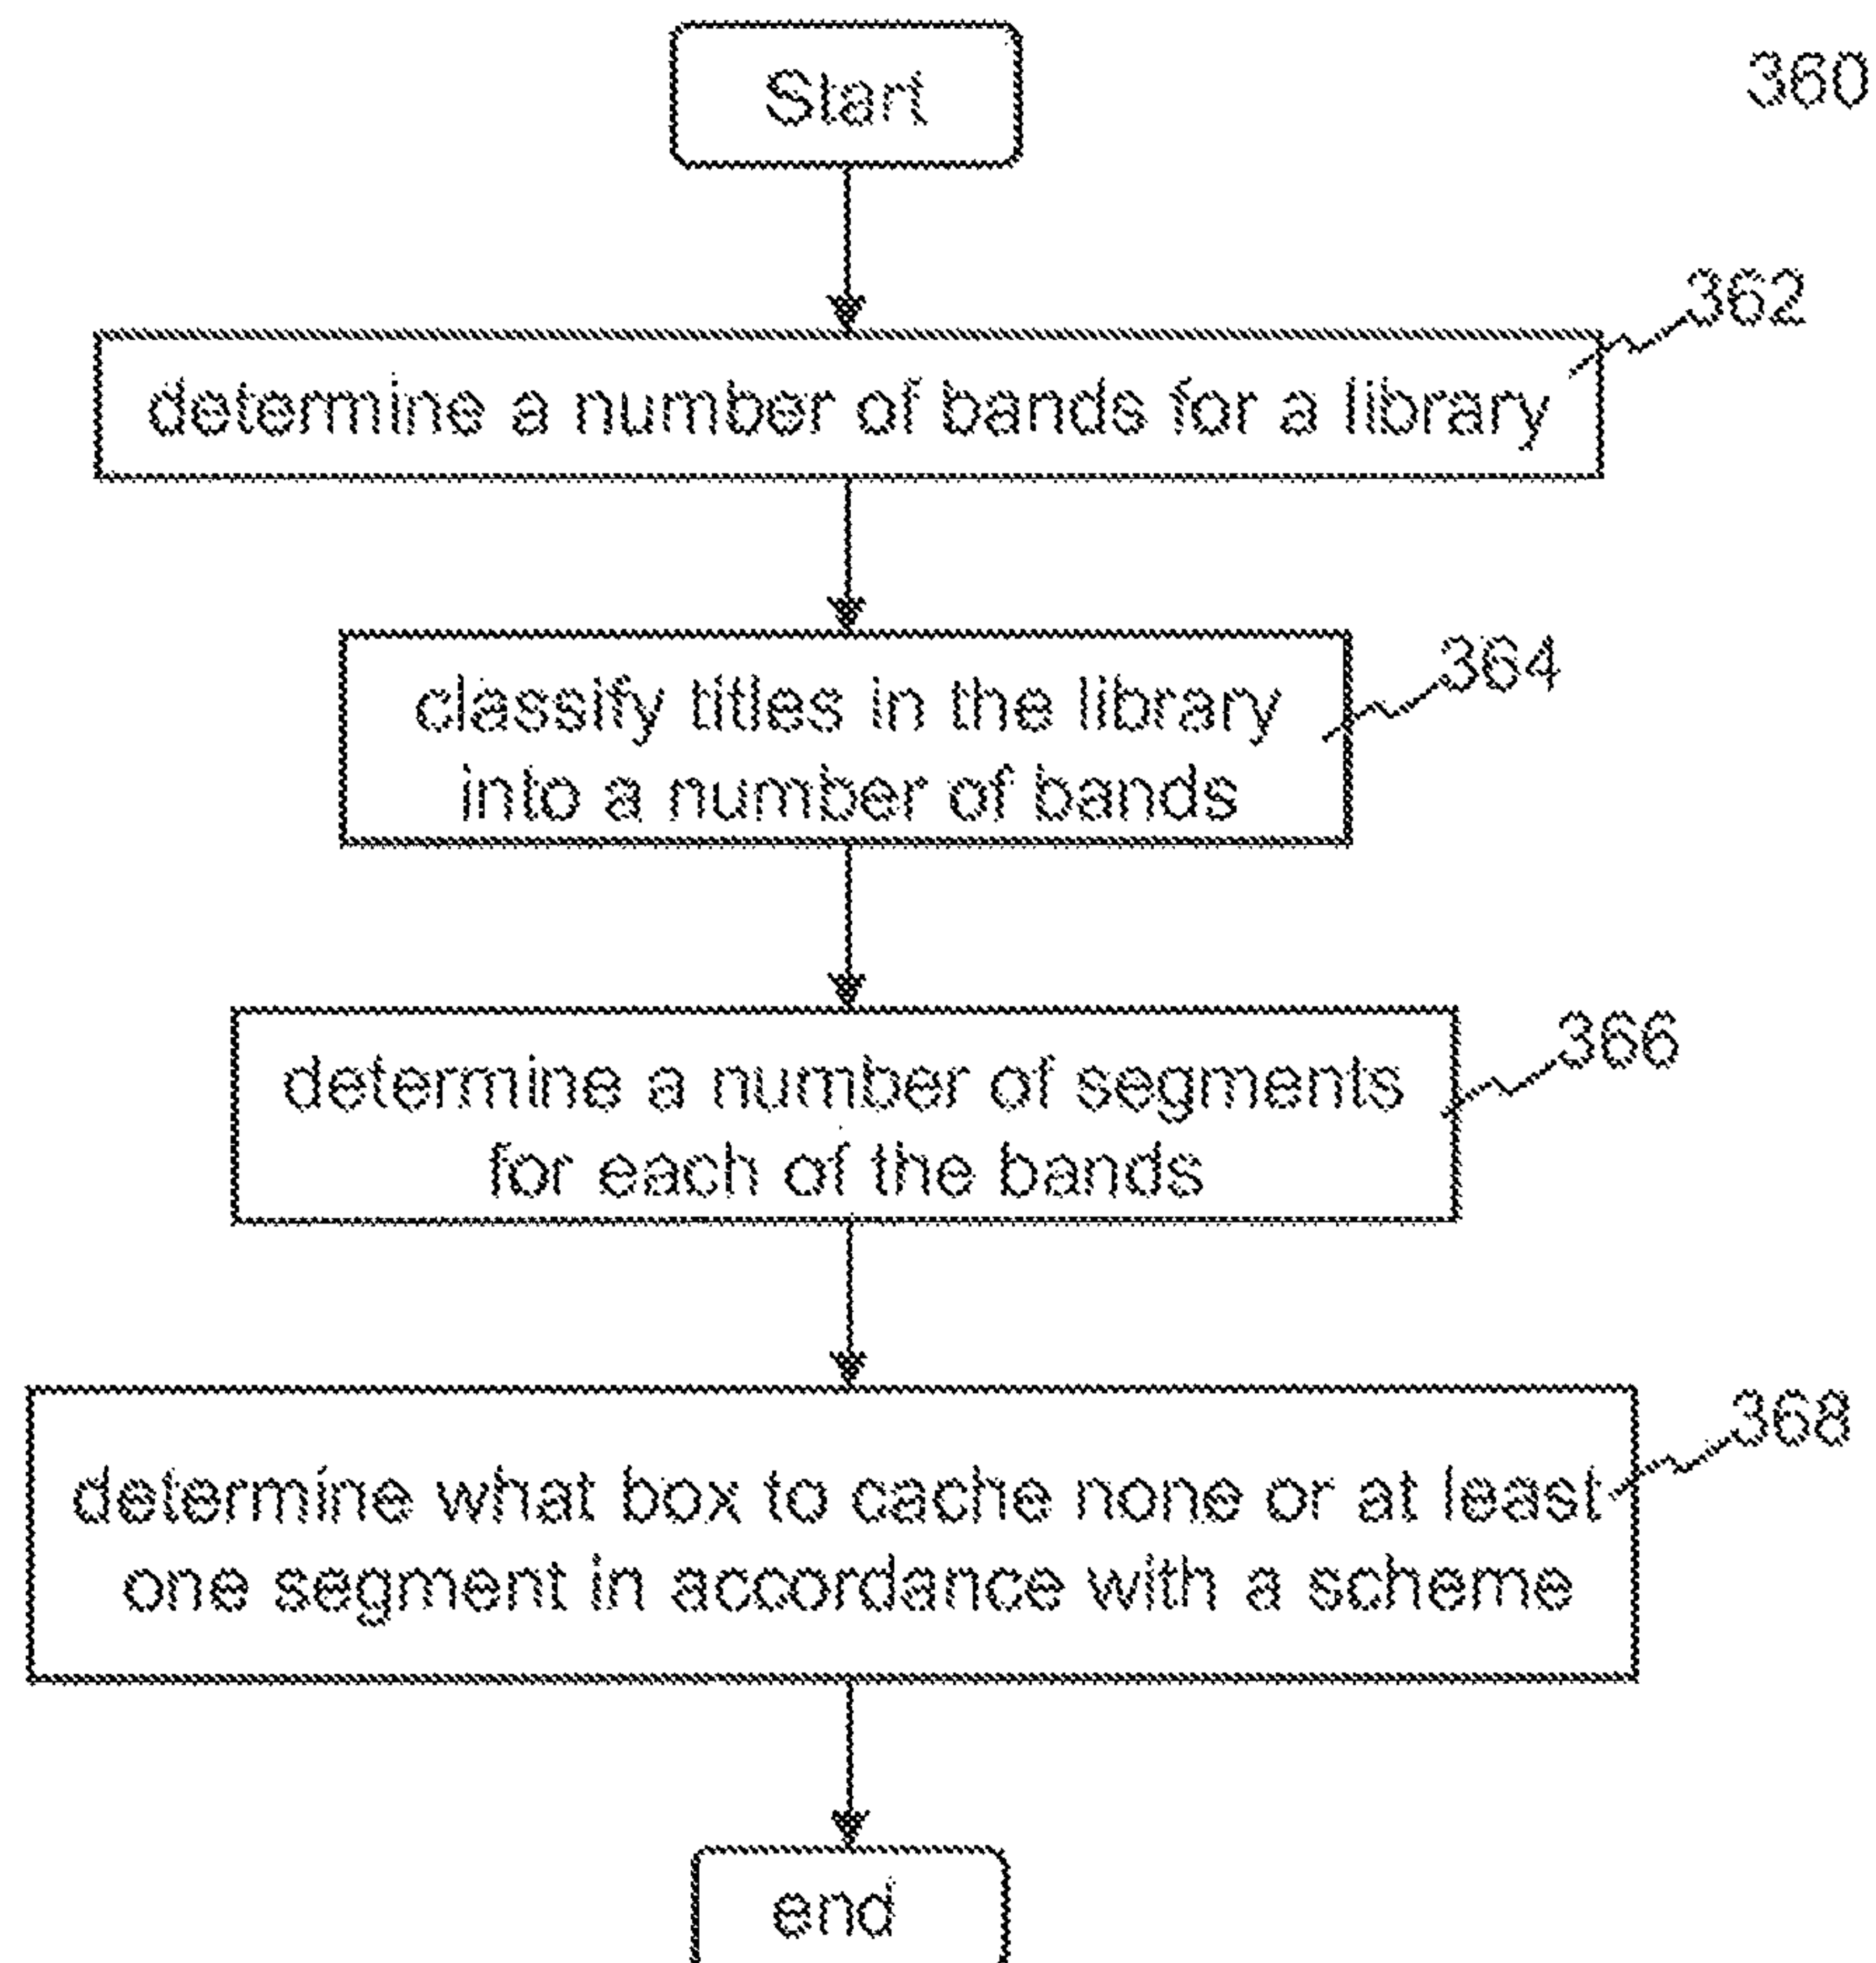 Start
360
362
determine a number of bands for a library
364
classify titles in the library
into a number of bands
366
determine a number of segments
for each of the bands
368
determine what box to cache none or at least
one segment in accordance with a scheme
end